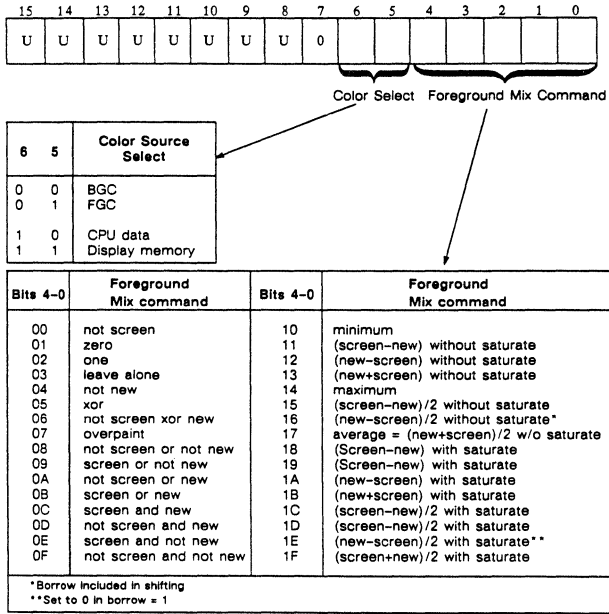 15 14 13 12 11 10 9 8 7 6 5 4 3 2 1 0
U U U U U U U U 0
Color Select Foreground Mix Command
6 5 Color Source Select
0 0 BGC
0 1 FGC
1 0 CPU data
1 1 Display memory
Bits 4-0 Foreground Mix command Bits 4-0 Foreground Mix command
00 not screen 10 minimum
01 zero 11 (screen-new) without saturate
02 one 12 (new-screen) without saturate
03 leave alone 13 (new+screen) without saturate
04 not new 14 maximum
05 xor 15 (screen-new)/2 without saturate
06 not screen xor new 16 (new-screen)/2 without saturate*
07 overpaint 17 average = (new+screen)/2 w/o saturate
08 not screen or not new 18 (Screen-new) with saturate
09 screen or not new 19 (Screen-new) with saturate
0A not screen or new 1A (new-screen) with saturate
0B screen or new 1B (new+screen) with saturate
0C screen and new 1C (screen-new)/2 with saturate
0D not screen and new 1D (screen-new)/2 with saturate
0E screen and not new 1E (new-screen)/2 with saturate**
0F not screen and not new 1F (screen+new)/2 with saturate
*Borrow included in shifting
**Set to 0 in borrow = 1